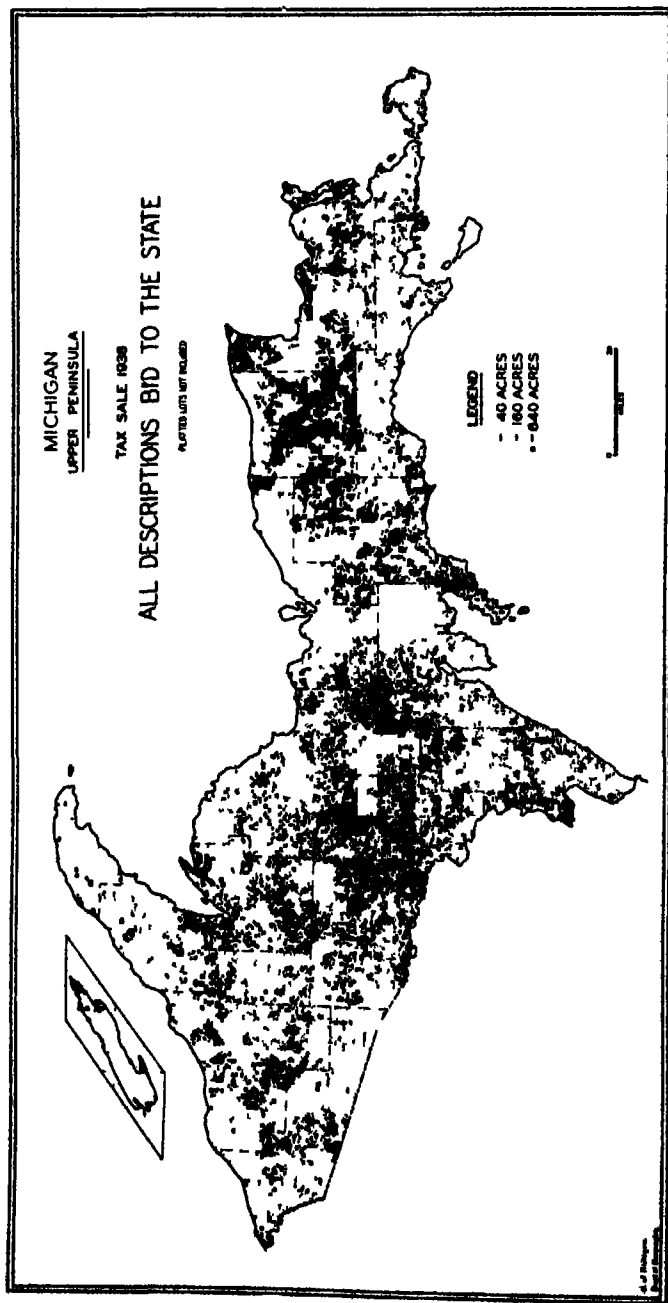 MICHIGAN
UPPER PENINSULA
TAX SALE 1938
ALL DESCRIPTIONS BID TO THE STATE
PLATTED LOTS NOT INCLUDED
LEGEND
- 40 ACRES
- 160 ACRES
- 640 ACRES
MILES